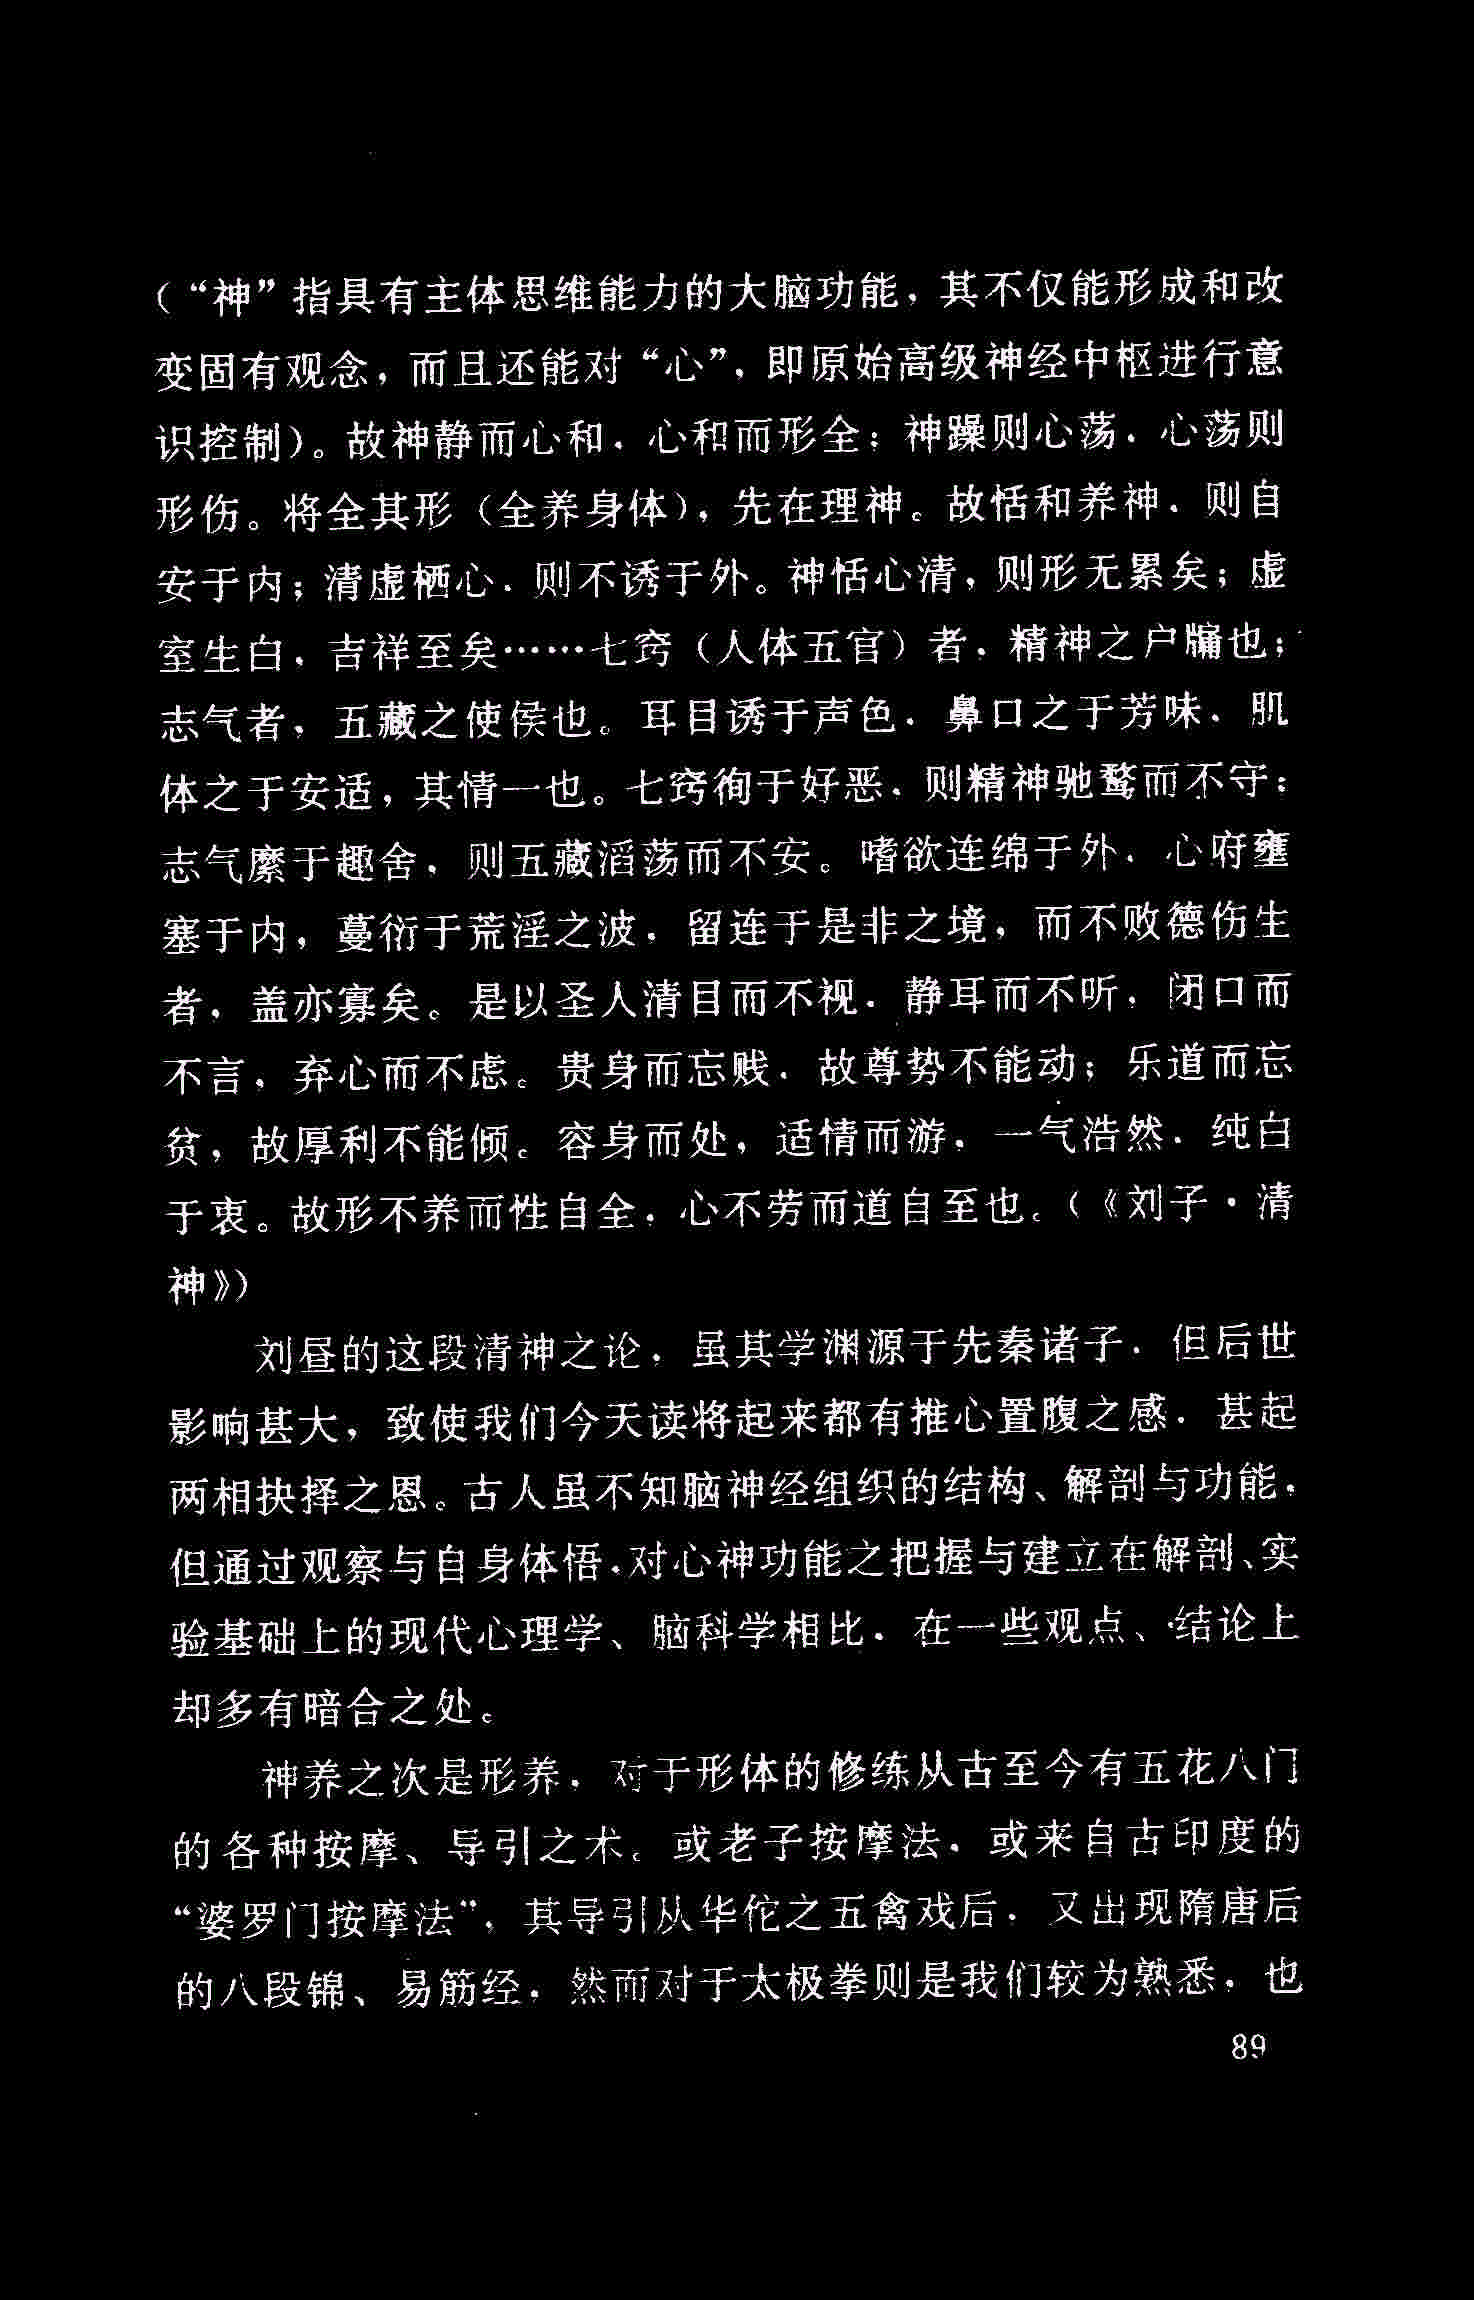 （“神”指具有主体思维能力的大脑功能，其不仅能形成和改
变固有观念，而且还能对“心”，即原始高级神经中枢进行意
识控制）。故神静而心和，心和而形全；神躁则心荡，心荡则
形伤。将全其形（全养身体），先在理神。故恬和养神，则自
安于内；清虚栖心，则不诱于外。神恬心清，则形无累矣；虚
室生白，吉祥至矣……七窍（人体五官）者，精神之户牖也；
志气者，五藏之使侯也。耳目诱于声色，鼻口之于芳味，肌
体之于安适，其情一也。七窍徇于好恶，则精神驰鹜而不守；
志气縻于趣舍，则五藏滔荡而不安。嗜欲连绵于外，心府壅
塞于内，蔓衍于荒淫之波，留连于是非之境，而不败德伤生
者，盖亦寡矣。是以圣人清目而不视，静耳而不听，闭口而
不言，弃心而不虑。贵身而忘贱，故尊势不能动；乐道而忘
贫，故厚利不能倾。容身而处，适情而游，一气浩然，纯白
于衷。故形不养而性自全，心不劳而道自至也。（《刘子·清
神》）
刘昼的这段清神之论，虽其学渊源于先秦诸子，但后世
影响甚大，致使我们今天读将起来都有推心置腹之感，甚起
两相抉择之恩。古人虽不知脑神经组织的结构、解剖与功能，
但通过观察与自身体悟，对心神功能之把握与建立在解剖、实
验基础上的现代心理学、脑科学相比，在一些观点、结论上
却多有暗合之处。
神养之次是形养，对于形体的修练从古至今有五花八门
的各种按摩、导引之术。或老子按摩法，或来自古印度的
“婆罗门按摩法”，其导引从华佗之五禽戏后，又出现隋唐后
的八段锦、易筋经，然而对于太极拳则是我们较为熟悉，也
89